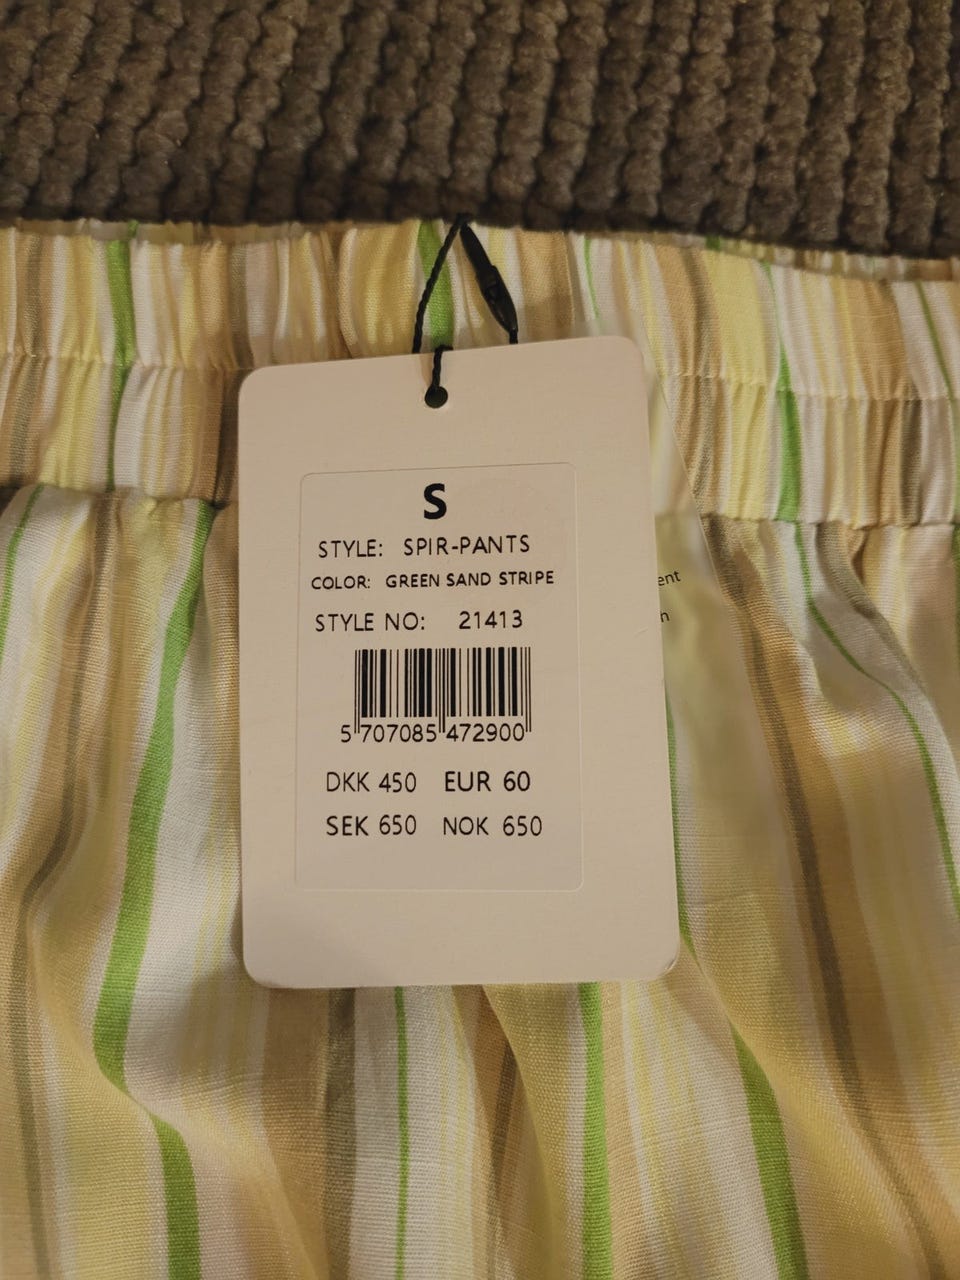 S
STYLE: SPIR-PANTS
COLOR: GREEN SAND STRIPE
STYLE NO: 21413
5 707085 472900
DKK 450 EUR 60
SEK 650 NOK 650